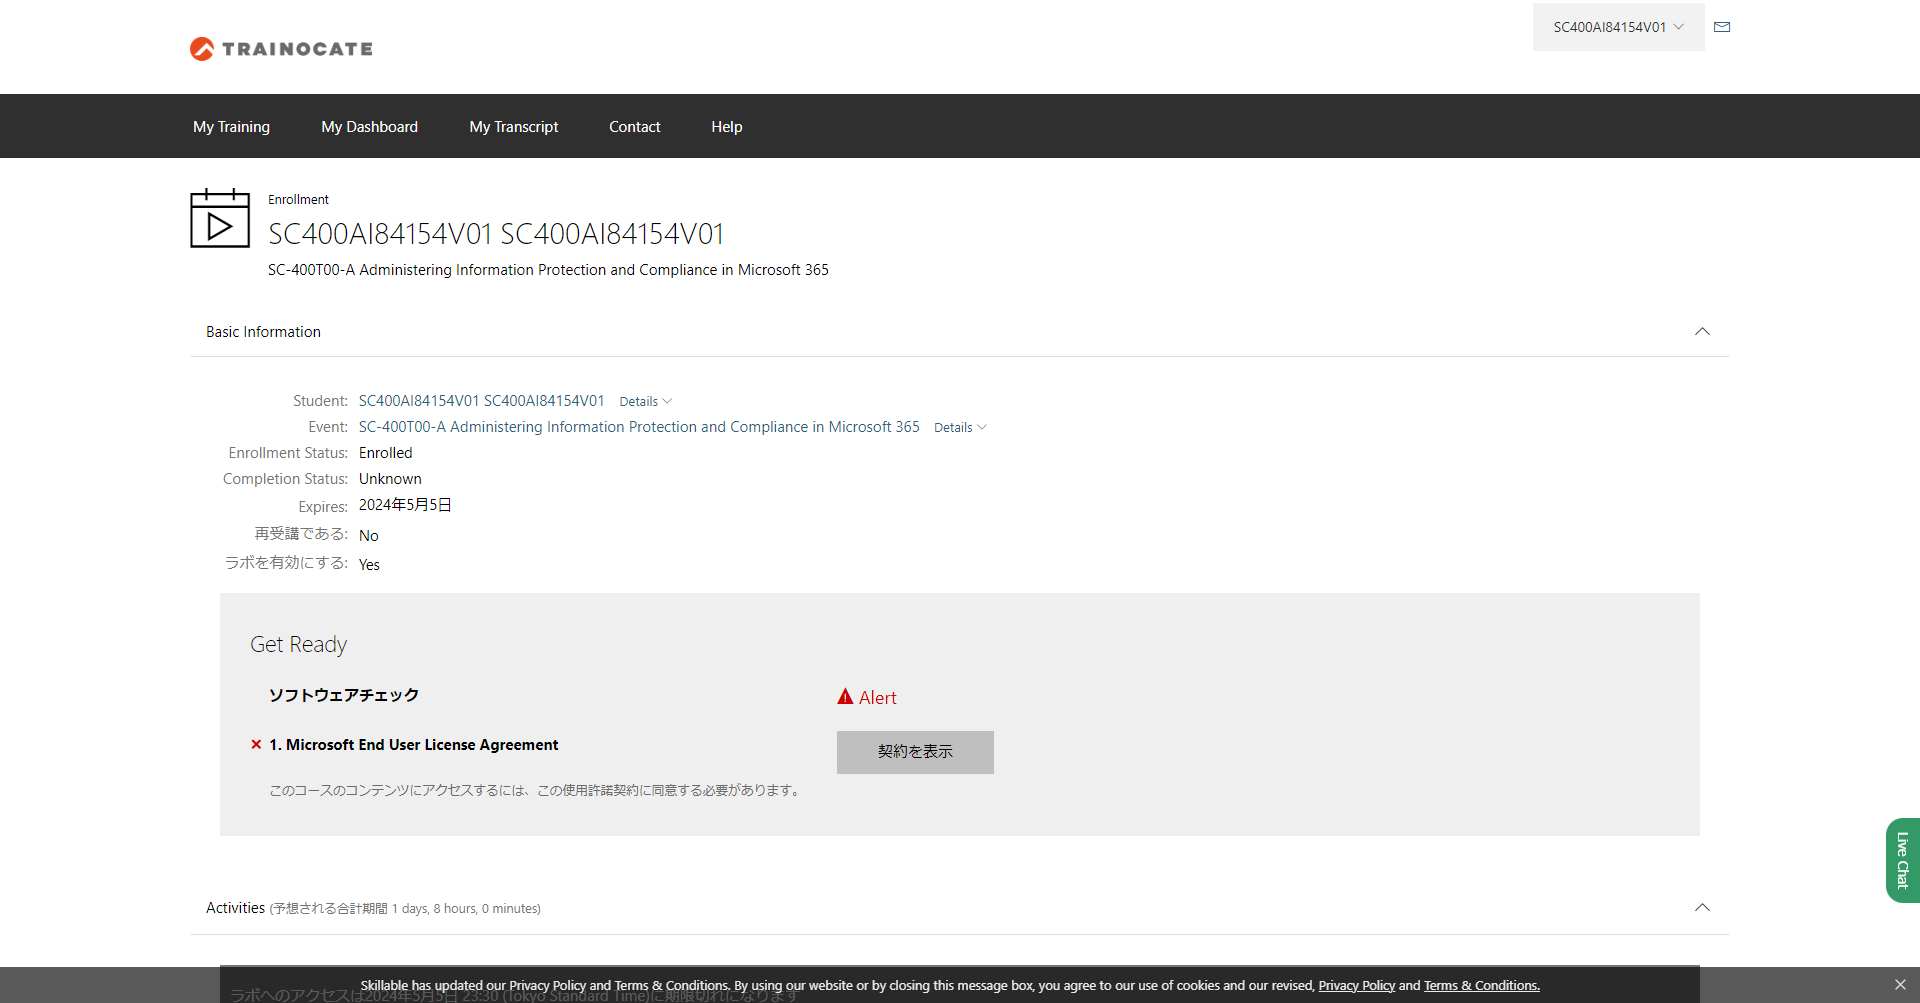 TRAINOCATE
SC400AI84154V01
My Training My Dashboard My Transcript Contact Help
Enrollment
SC400AI84154V01 SC400AI84154V01
SC-400T00-A Administering Information Protection and Compliance in Microsoft 365
Basic Information
Student: SC400AI84154V01 SC400AI84154V01 Details
Event: SC-400T00-A Administering Information Protection and Compliance in Microsoft 365 Details
Enrollment Status: Enrolled
Completion Status: Unknown
Expires: 2024年5月5日
再受講である: No
ラボを有効にする: Yes
Get Ready
ソフトウェアチェック Alert
1. Microsoft End User License Agreement 契約を表示
このコースのコンテンツにアクセスするには、この使用許諾契約に同意する必要があります。
Live Chat
Activities (予想される合計期間 1 days, 8 hours, 0 minutes)
Skillable has updated our Privacy Policy and Terms & Conditions. By using our website or by closing this message box, you agree to our use of cookies and our revised, Privacy Policy and Terms & Conditions.
ラボへのアクセスは2024年5月5日 23:30 (Tokyo Standard Time)に期限切れになります